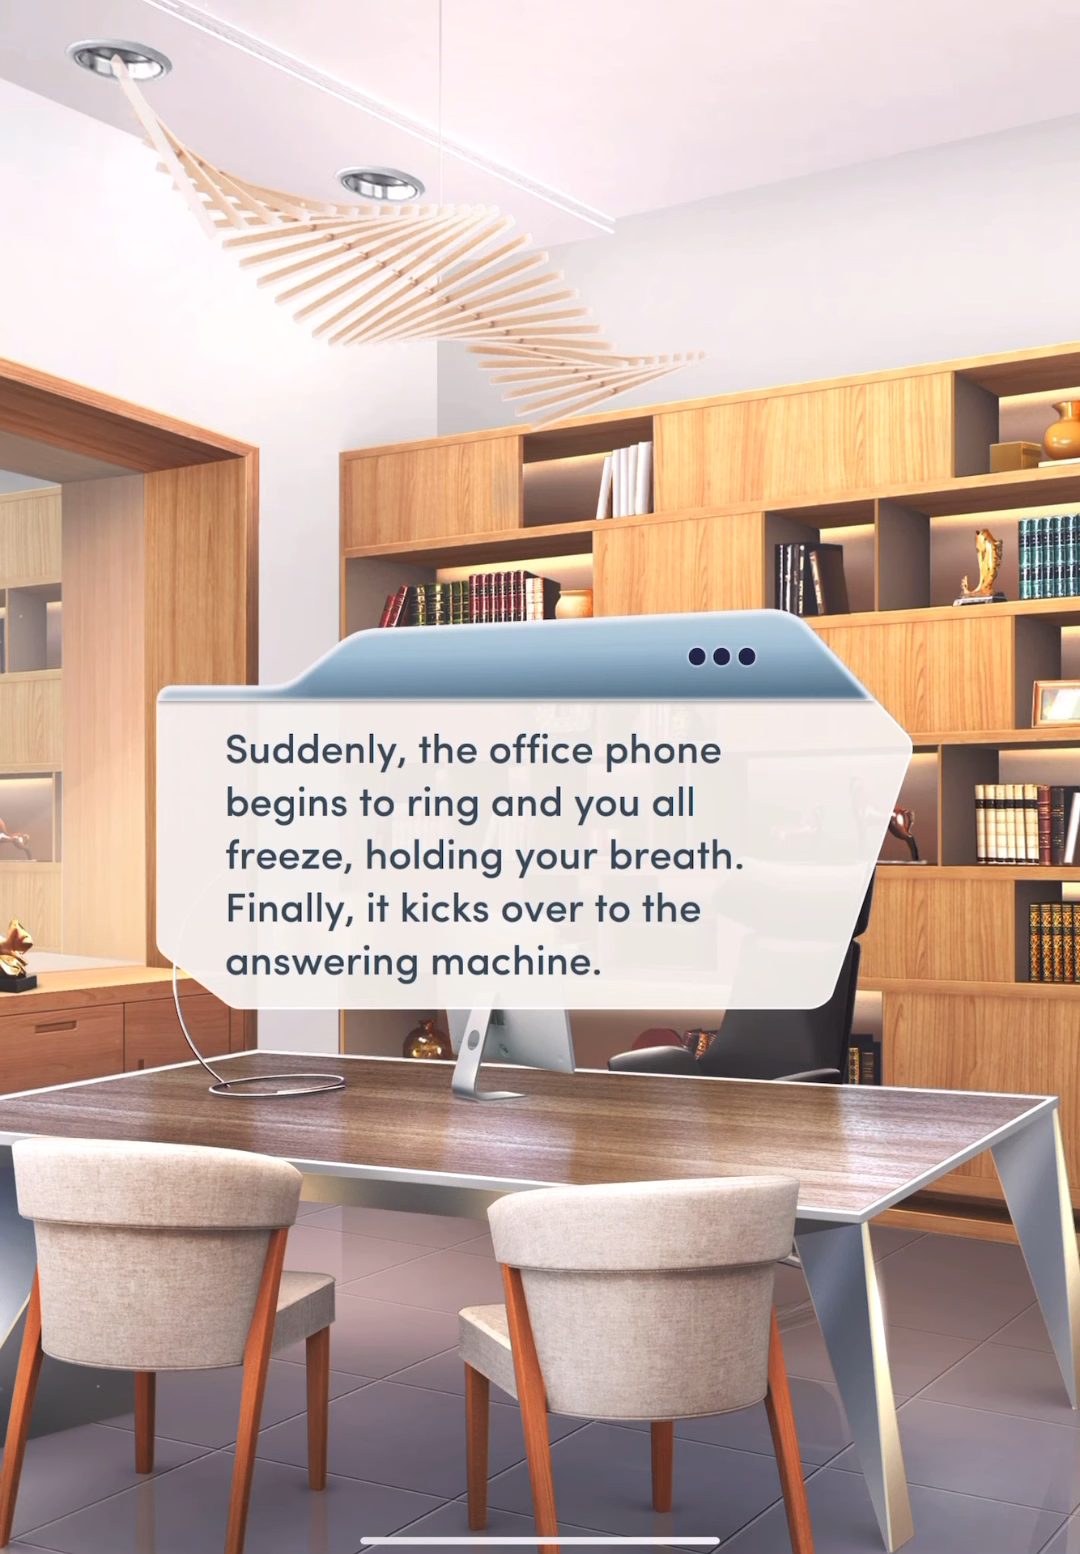 Suddenly, the office phone
begins to ring and you all
freeze, holding your breath.
Finally, it kicks over to the
answering machine.